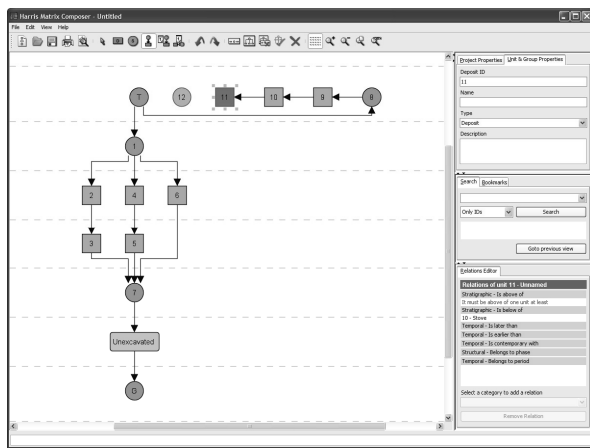 Harris Matrix Composer - Untitled
File Edit View Help
T
12
11
10
9
8
1
2
4
6
3
5
7
Unexcavated
G
Project Properties
Unit & Group Properties
Deposit ID
11
Name
Type
Deposit
Description
Search
Bookmarks
Only IDs
Search
Goto previous view
Relations Editor
Relations of unit 11 - Unnamed
Stratigraphic - Is above of
It must be above of one unit at least
Stratigraphic - Is below of
10 - Stove
Temporal - Is later than
Temporal - Is earlier than
Temporal - Is contemporary with
Structural - Belongs to phase
Temporal - Belongs to period
Select a category to add a relation
Remove Relation